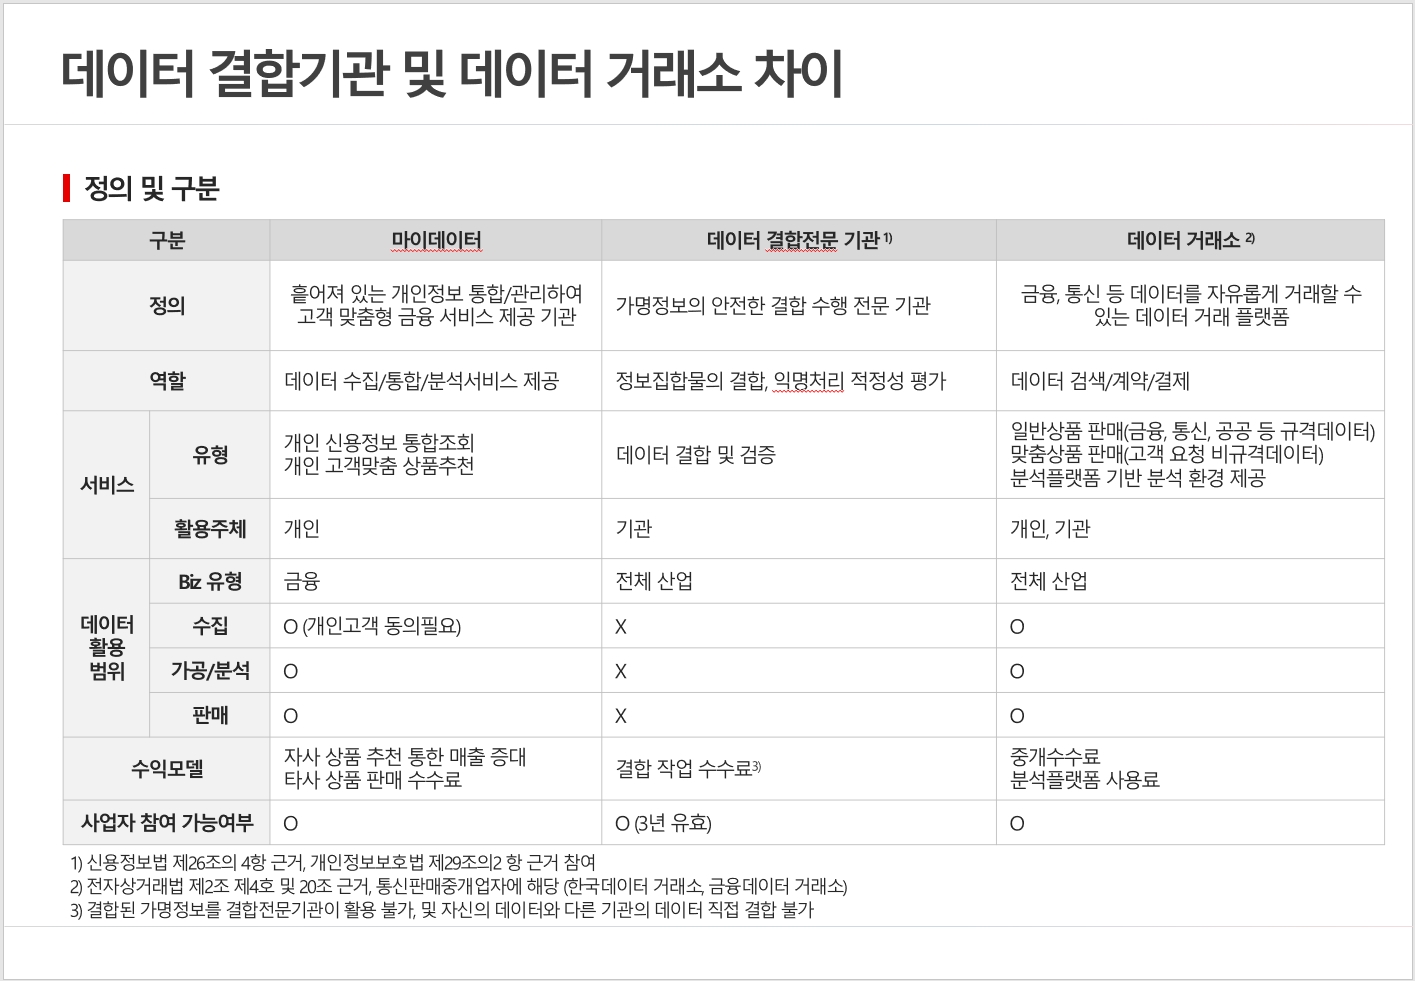 데이터 결합기관 및 데이터 거래소 차이
정의 및 구분
구분 마이데이터 데이터 결합전문 기관 1) 데이터 거래소 2)
정의
흩어져 있는 개인정보 통합/관리하여
고객 맞춤형 금융 서비스 제공 기관
가명정보의 안전한 결합 수행 전문 기관
금융, 통신 등 데이터를 자유롭게 거래할 수
있는 데이터 거래 플랫폼
역할 데이터 수집/통합/분석서비스 제공 정보집합물의 결합, 익명처리 적정성 평가 데이터 검색/계약/결제
서비스
유형
개인 신용정보 통합조회
개인 고객맞춤 상품추천
데이터 결합 및 검증
일반상품 판매(금융, 통신, 공공 등 규격데이터)
맞춤상품 판매(고객 요청 비규격데이터)
분석플랫폼 기반 분석 환경 제공
활용주체 개인 기관 개인, 기관
데이터
활용
범위
Biz 유형 금융 전체 산업 전체 산업
수집 O (개인고객 동의필요) X O
가공/분석 O X O
판매 O X O
수익모델
자사 상품 추천 통한 매출 증대
타사 상품 판매 수수료
결합 작업 수수료3)
중개수수료
분석플랫폼 사용료
사업자 참여 가능여부 O O (3년 유효) O
1) 신용정보법 제26조의 4항 근거, 개인정보보호법 제29조의2 항 근거 참여
2) 전자상거래법 제2조 제4호 및 20조 근거, 통신판매중개업자에 해당 (한국데이터 거래소, 금융데이터 거래소)
3) 결합된 가명정보를 결합전문기관이 활용 불가, 및 자신의 데이터와 다른 기관의 데이터 직접 결합 불가